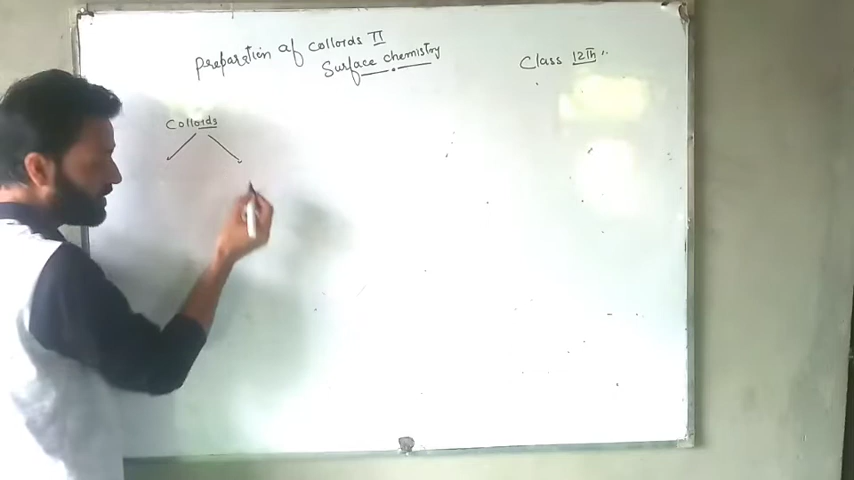 Preparation of colloids II
Surface chemistry
Class 12Th
Colloids